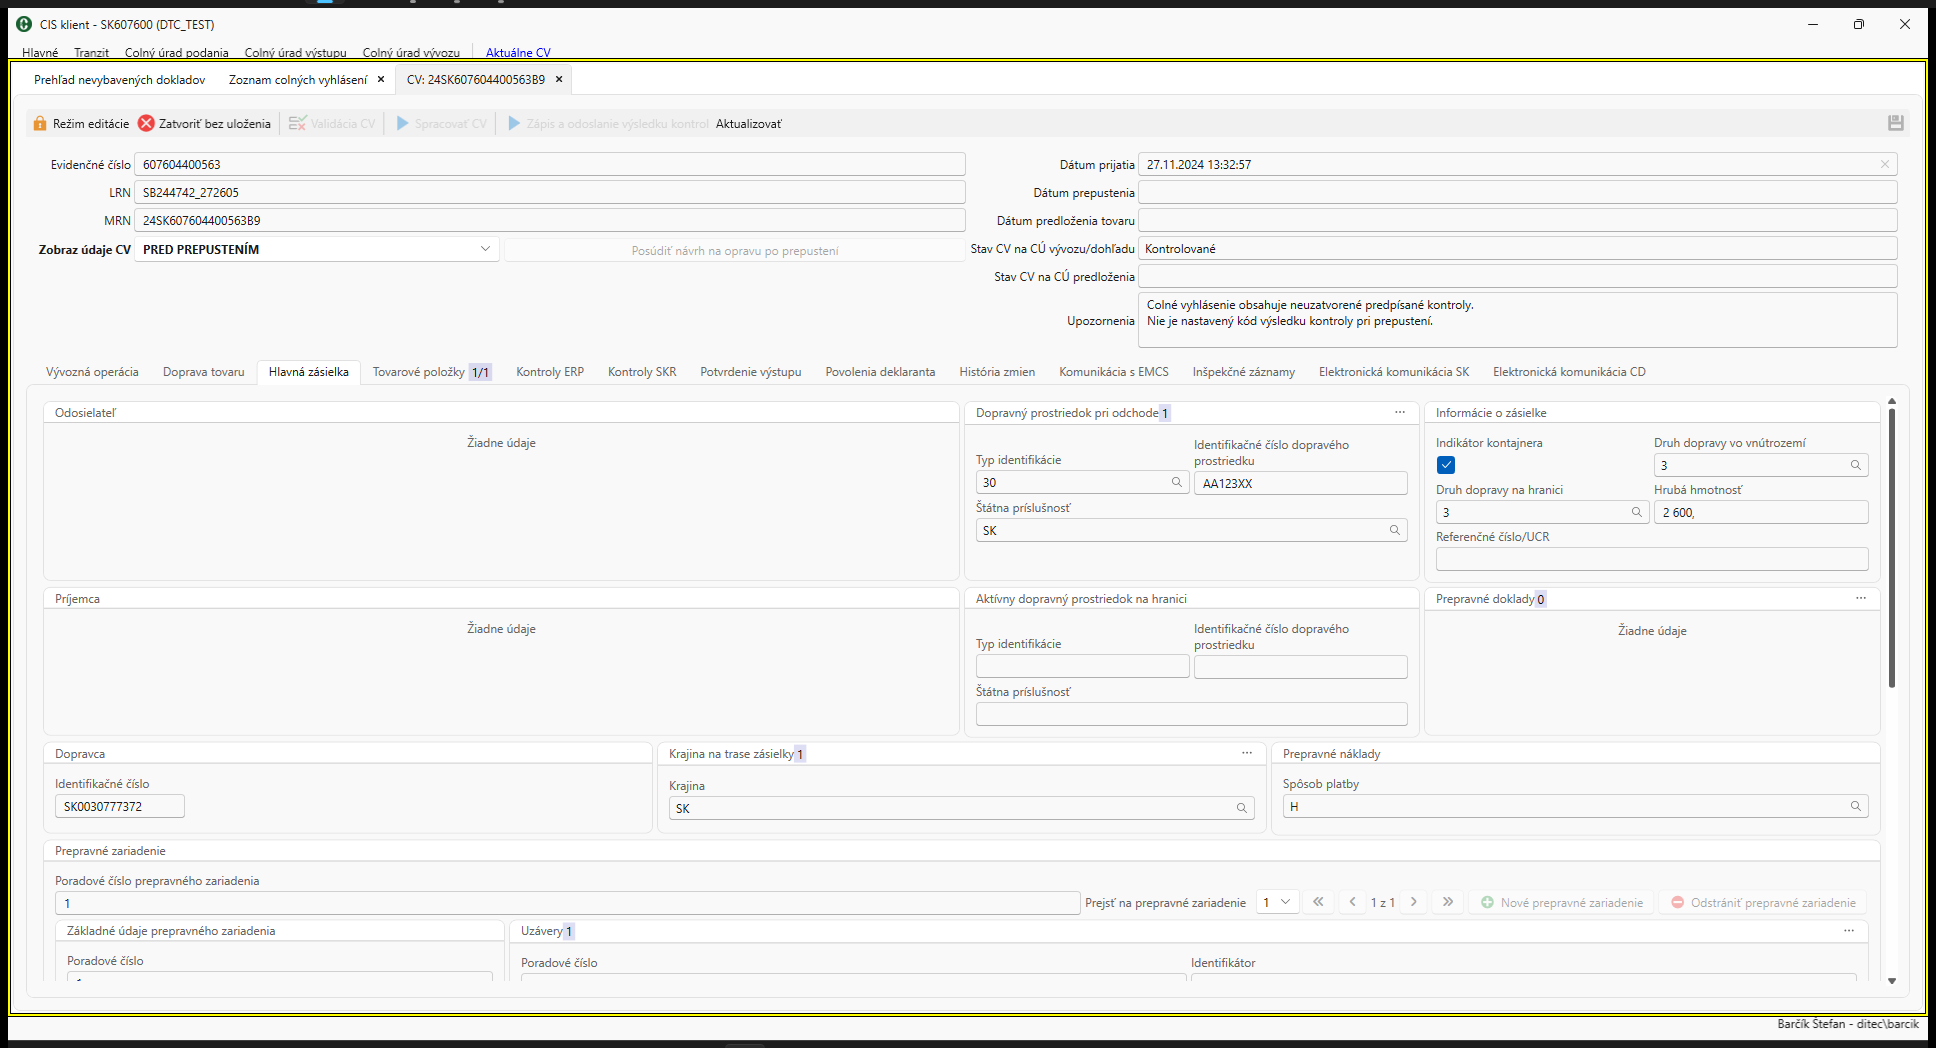 CIS klient - SK607600 (DTC_TEST)
Hlavné Tranzit Colný úrad podania Colný úrad výstupu Colný úrad vývozu Aktuálne CV
Prehľad nevybavených dokladov Zoznam colných vyhlásení CV: 24SK607604400563B9
Režim editácie Zatvoriť bez uloženia Validácia CV Spracovať CV Zápis a odoslanie výsledku kontrol Aktualizovať
Evidenčné číslo 607604400563
LRN SB244742_272605
MRN 24SK607604400563B9
Zobraz údaje CV PRED PREPUSTENÍM Posúdiť návrh na opravu po prepustení
Dátum prijatia 27.11.2024 13:32:57
Dátum prepustenia
Dátum predloženia tovaru
Stav CV na CÚ vývozu/dohľadu Kontrolované
Stav CV na CÚ predloženia
Upozornenia
Colné vyhlásenie obsahuje neuzatvorené predpísané kontroly.
Nie je nastavený kód výsledku kontroly pri prepustení.
Vývozná operácia Doprava tovaru Hlavná zásielka Tovarové položky 1/1 Kontroly ERP Kontroly SKR Potvrdenie výstupu Povolenia deklaranta História zmien Komunikácia s EMCS Inšpekčné záznamy Elektronická komunikácia SK Elektronická komunikácia CD
Odosielateľ
Žiadne údaje
Dopravný prostriedok pri odchode 1 ...
Typ identifikácie
30
Identifikačné číslo dopravého
prostriedku
AA123XX
Štátna príslušnosť
SK
Informácie o zásielke
Indikátor kontajnera
Druh dopravy vo vnútrozemí
3
Druh dopravy na hranici
3
Hrubá hmotnosť
2 600,
Referenčné číslo/UCR
Príjemca
Žiadne údaje
Aktívny dopravný prostriedok na hranici
Typ identifikácie
Identifikačné číslo dopravého
prostriedku
Štátna príslušnosť
Prepravné doklady 0 ...
Žiadne údaje
Dopravca
Identifikačné číslo
SK0030777372
Krajina na trase zásielky 1 ...
Krajina
SK
Prepravné náklady
Spôsob platby
H
Prepravné zariadenie
Poradové číslo prepravného zariadenia
1
Prejsť na prepravné zariadenie 1 1 z 1 Nové prepravné zariadenie Odstrániť prepravné zariadenie
Základné údaje prepravného zariadenia
Poradové číslo
Uzávery 1 ...
Poradové číslo
Identifikátor
Barčík Štefan - ditec\barcik